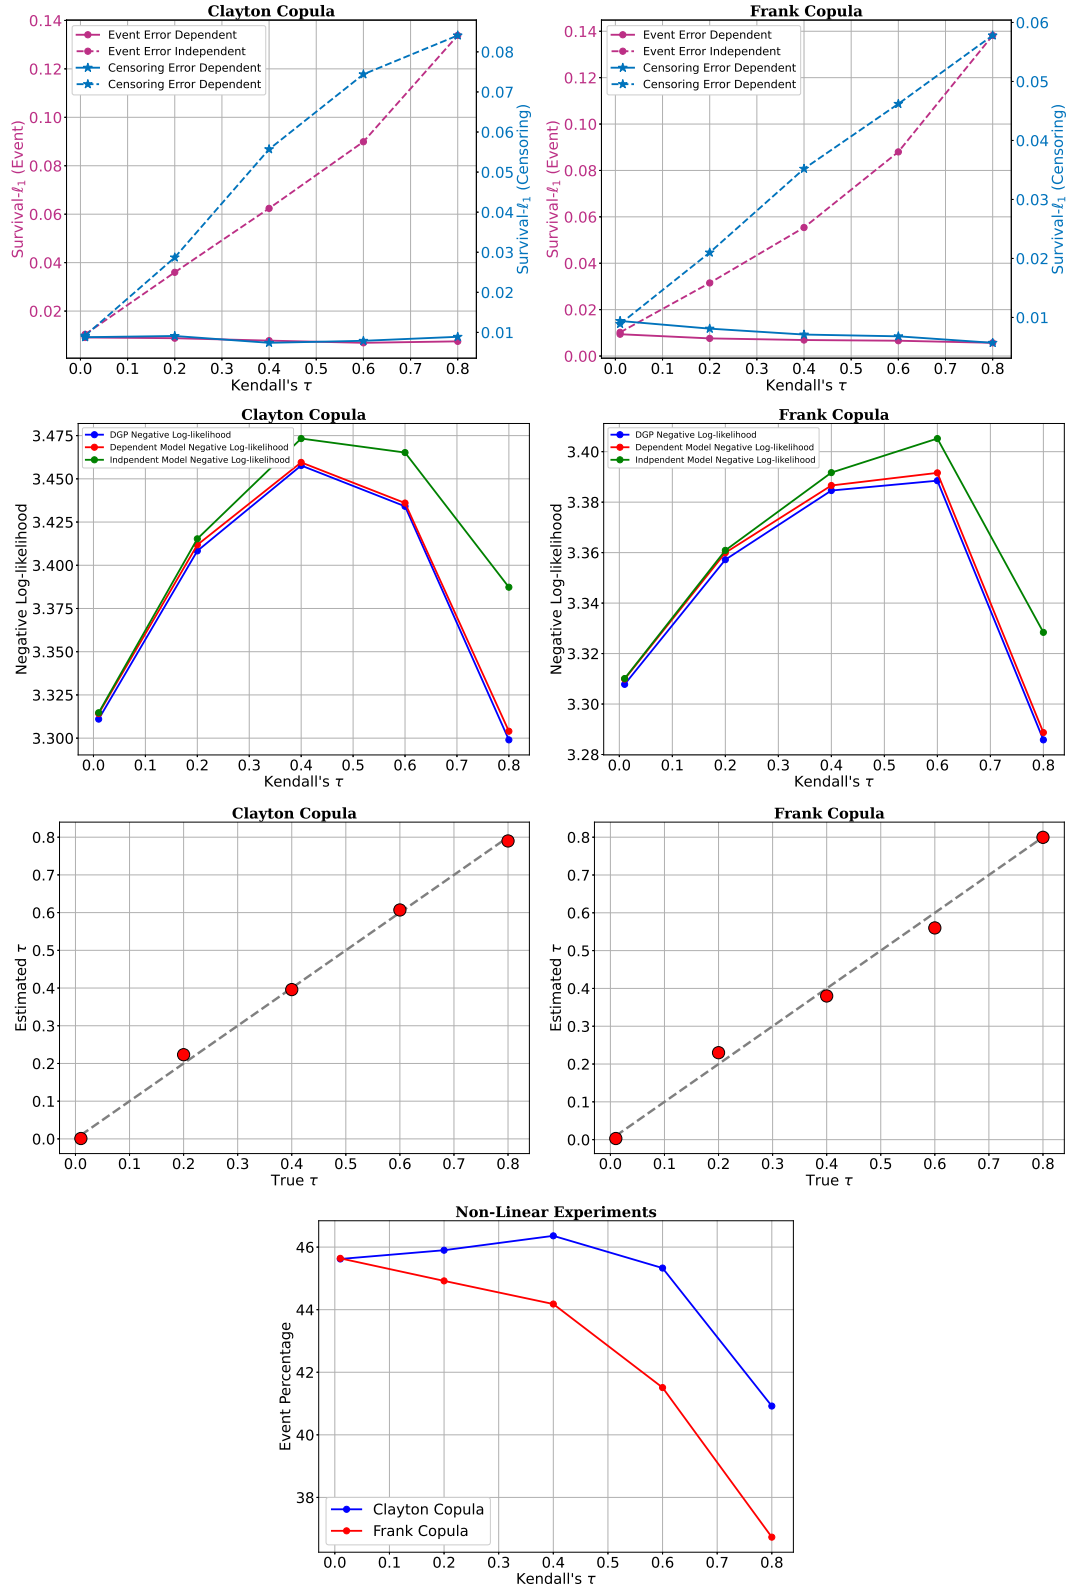 Clayton Copula
Survival-ℓ₁ (Event)
0.14
0.12
0.10
0.08
0.06
0.04
0.02
Event Error Dependent
Event Error Independent
Censoring Error Dependent
Censoring Error Dependent
0.08
0.07
0.06
0.05
0.04
0.03
0.02
0.01
Survival-ℓ₁ (Censoring)
0.0 0.1 0.2 0.3 0.4 0.5 0.6 0.7 0.8
Kendall's τ
Frank Copula
Survival-ℓ₁ (Event)
0.14
0.12
0.10
0.08
0.06
0.04
0.02
0.00
Event Error Dependent
Event Error Independent
Censoring Error Dependent
Censoring Error Dependent
0.06
0.05
0.04
0.03
0.02
0.01
Survival-ℓ₁ (Censoring)
0.0 0.1 0.2 0.3 0.4 0.5 0.6 0.7 0.8
Kendall's τ
Clayton Copula
Negative Log-likelihood
3.475
3.450
3.425
3.400
3.375
3.350
3.325
3.300
DGP Negative Log-likelihood
Dependent Model Negative Log-likelihood
Indpendent Model Negative Log-likelihood
0.0 0.1 0.2 0.3 0.4 0.5 0.6 0.7 0.8
Kendall's τ
Frank Copula
Negative Log-likelihood
3.40
3.38
3.36
3.34
3.32
3.30
3.28
DGP Negative Log-likelihood
Dependent Model Negative Log-likelihood
Indpendent Model Negative Log-likelihood
0.0 0.1 0.2 0.3 0.4 0.5 0.6 0.7 0.8
Kendall's τ
Clayton Copula
Estimated τ
0.8
0.7
0.6
0.5
0.4
0.3
0.2
0.1
0.0
0.0 0.1 0.2 0.3 0.4 0.5 0.6 0.7 0.8
True τ
Frank Copula
Estimated τ
0.8
0.7
0.6
0.5
0.4
0.3
0.2
0.1
0.0
0.0 0.1 0.2 0.3 0.4 0.5 0.6 0.7 0.8
True τ
Non-Linear Experiments
Event Percentage
46
44
42
40
38
Clayton Copula
Frank Copula
0.0 0.1 0.2 0.3 0.4 0.5 0.6 0.7 0.8
Kendall's τ